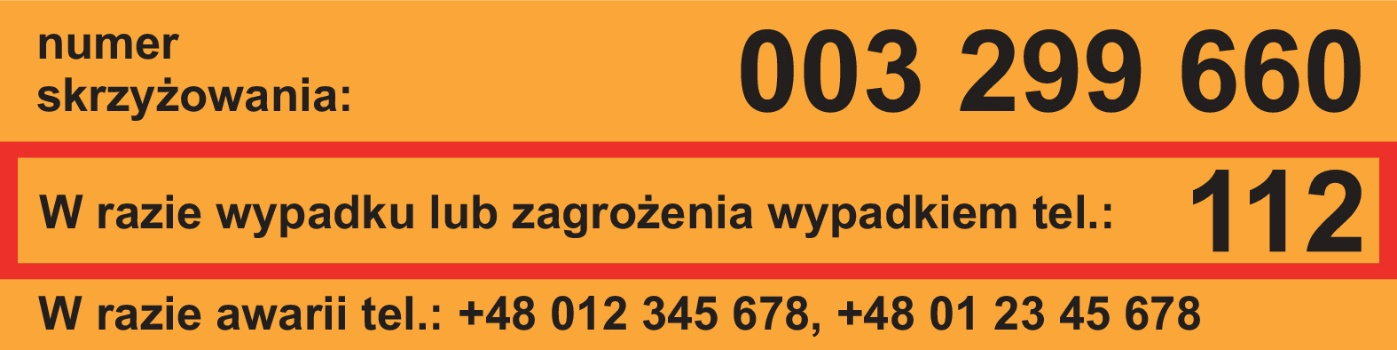 numer
skrzyżowania:
003 299 660
W razie wypadku lub zagrożenia wypadkiem tel.: 112
W razie awarii tel.: +48 012 345 678, +48 01 23 45 678